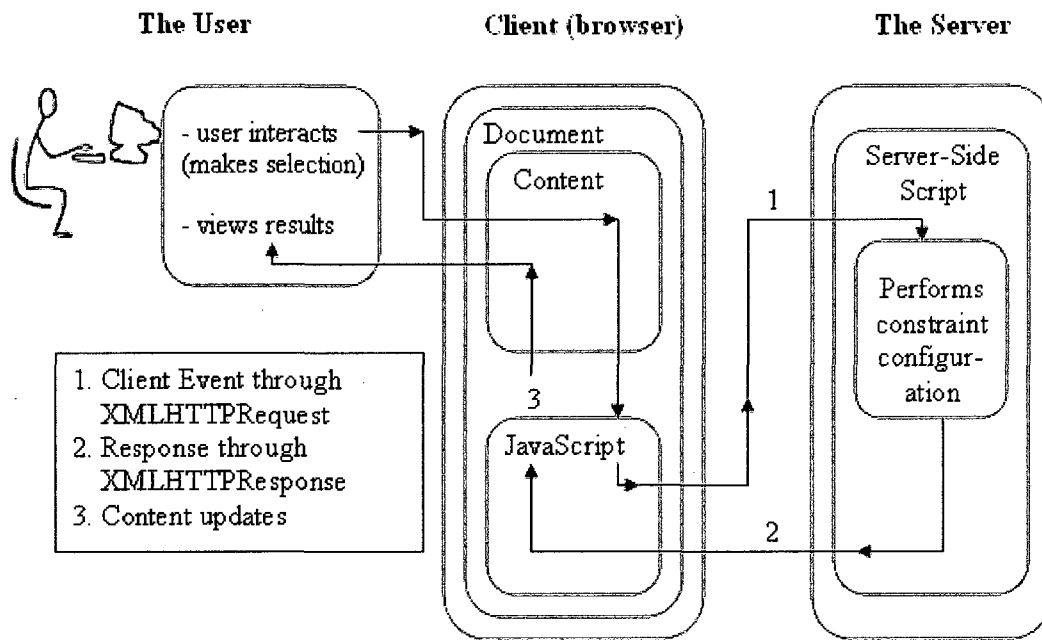 The User
Client (browser)
The Server
- user interacts
(makes selection)
- views results
Document
Content
3
JavaScript
1
2
Server-Side
Script
Performs
constraint
configur-
ation
1. Client Event through
XMLHTTPRequest
2. Response through
XMLHTTPResponse
3. Content updates